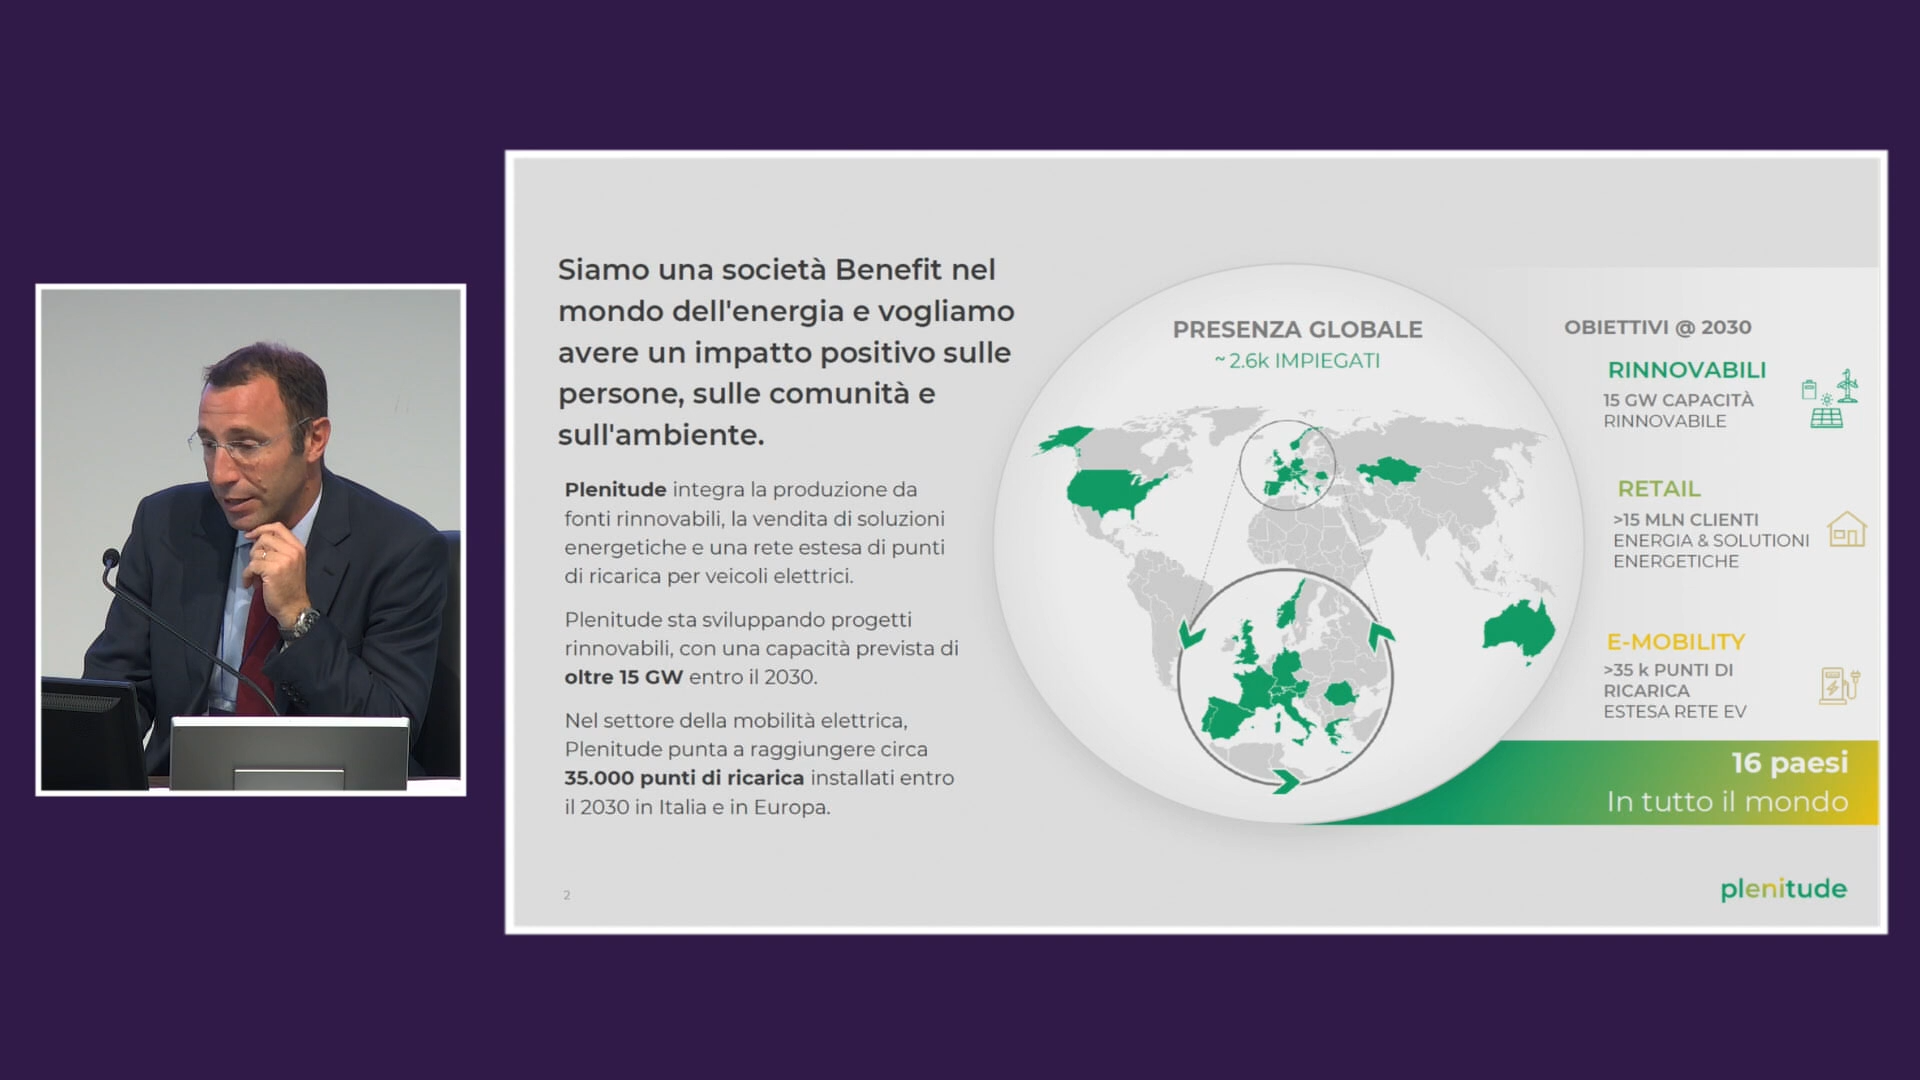 Siamo una società Benefit nel
mondo dell'energia e vogliamo
avere un impatto positivo sulle
persone, sulle comunità e
sull'ambiente.
Plenitude integra la produzione da
fonti rinnovabili, la vendita di soluzioni
energetiche e una rete estesa di punti
di ricarica per veicoli elettrici.
Plenitude sta sviluppando progetti
rinnovabili, con una capacità prevista di
oltre 15 GW entro il 2030.
Nel settore della mobilità elettrica,
Plenitude punta a raggiungere circa
35.000 punti di ricarica installati entro
il 2030 in Italia e in Europa.
2
PRESENZA GLOBALE
~ 2.6k IMPIEGATI
OBIETTIVI @ 2030
RINNOVABILI
15 GW CAPACITÀ
RINNOVABILE
RETAIL
>15 MLN CLIENTI
ENERGIA & SOLUTIONI
ENERGETICHE
E-MOBILITY
>35 k PUNTI DI
RICARICA
ESTESA RETE EV
16 paesi
In tutto il mondo
plenitude